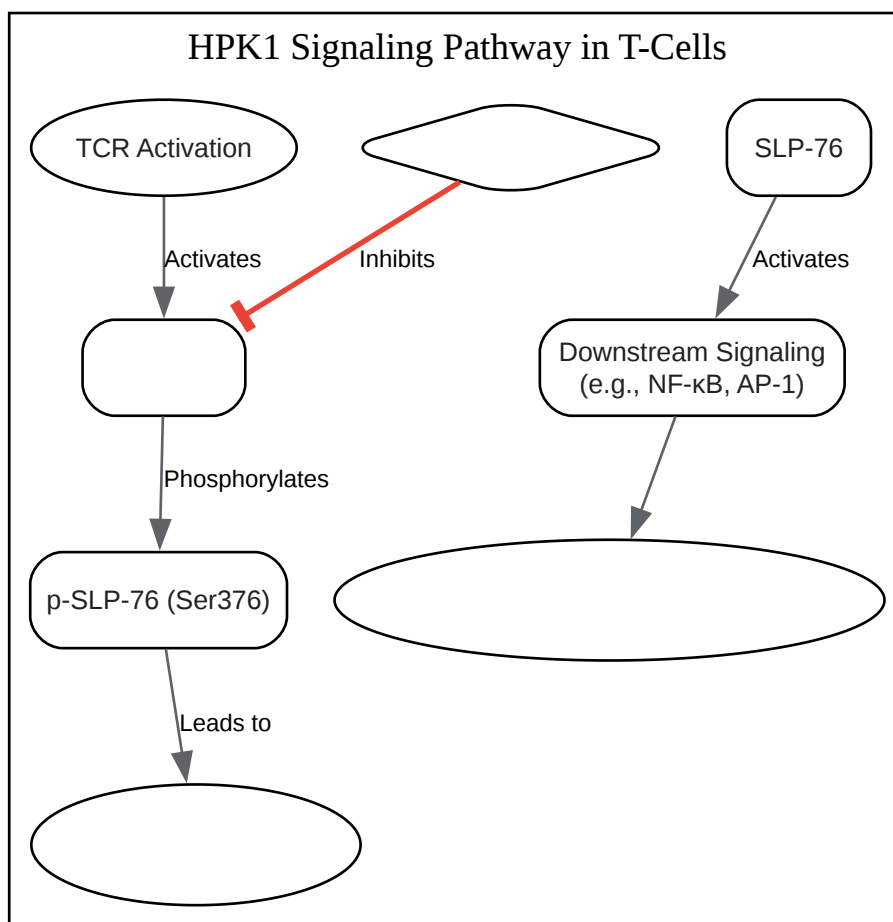 HPK1 Signaling Pathway in T-Cells
TCR Activation
SLP-76
Activates
Inhibits
Activates
Downstream Signaling
(e.g., NF-κB, AP-1)
Phosphorylates
p-SLP-76 (Ser376)
Leads to